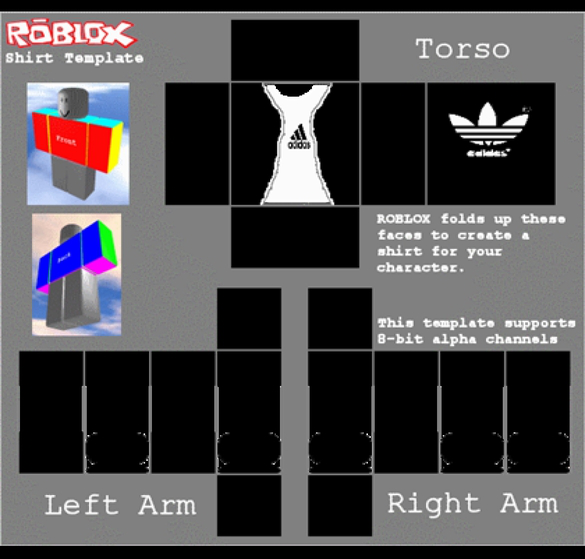 ROBLOX
Shirt Template
Torso
Front
adidas
adidas
Back
ROBLOX folds up these
faces to create a
shirt for your
character.
This template supports
8-bit alpha channels
Left Arm
Right Arm